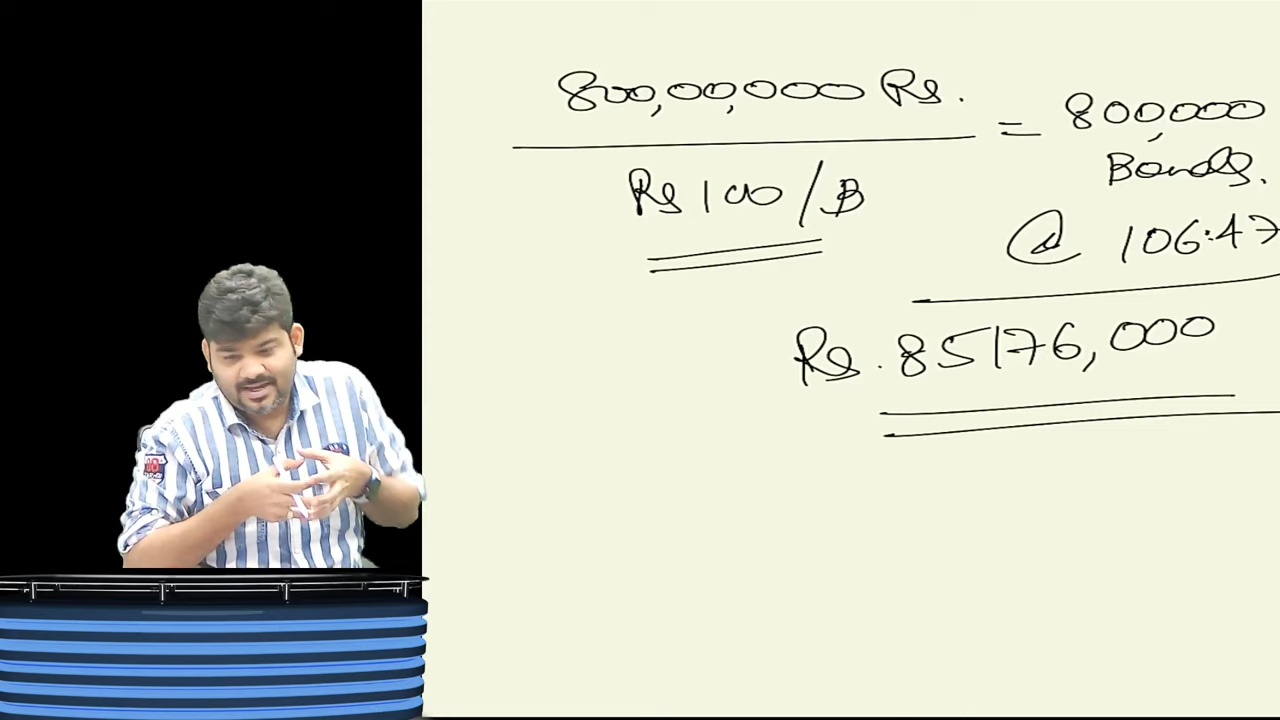 800,00,000 Rs. = 800,000
Rs 100 / B Bonds.
@ 106.47
Rs. 85176,000